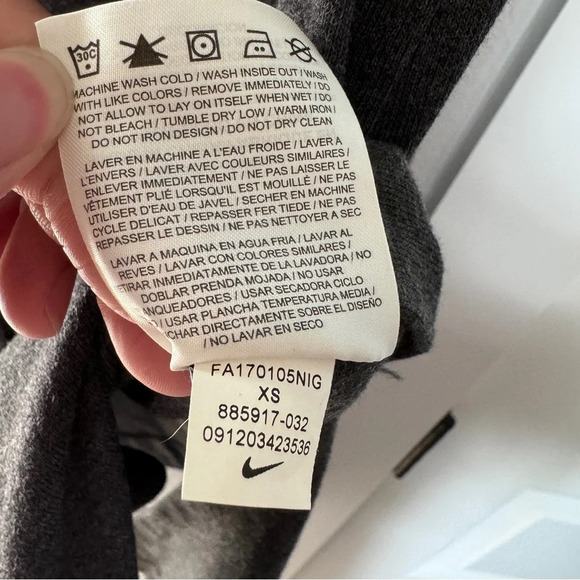 30C
MACHINE WASH COLD / WASH INSIDE OUT / WASH
WITH LIKE COLORS / REMOVE IMMEDIATELY / DO
NOT ALLOW TO LAY ON ITSELF WHEN WET / DO
NOT BLEACH / TUMBLE DRY LOW / WARM IRON /
DO NOT IRON DESIGN / DO NOT DRY CLEAN
LAVER EN MACHINE A L'EAU FROIDE / LAVER A
L'ENVERS / LAVER AVEC COULEURS SIMILAIRES /
ENLEVER IMMEDIATEMENT / NE PAS LAISSER LE
VÊTEMENT PLIÉ LORSQU'IL EST MOUILLÉ / NE PAS
UTILISER D'EAU DE JAVEL / SECHER EN MACHINE
CYCLE DELICAT / REPASSER FER TIEDE / NE PAS
REPASSER LE DESSIN / NE PAS NETTOYER A SEC
LAVAR A MAQUINA EN AGUA FRIA / LAVAR AL
REVES / LAVAR CON COLORES SIMILARES /
ETIRAR INMEDIATAMENTE DE LA LAVADORA / NO
DOBLAR PRENDA MOJADA / NO USAR
ANQUEADORES / USAR SECADORA CICLO
O / USAR PLANCHA TEMPERATURA MEDIA /
CHAR DIRECTAMENTE SOBRE EL DISEÑO
/ NO LAVAR EN SECO
FA170105NIG
XS
885917-032
091203423536